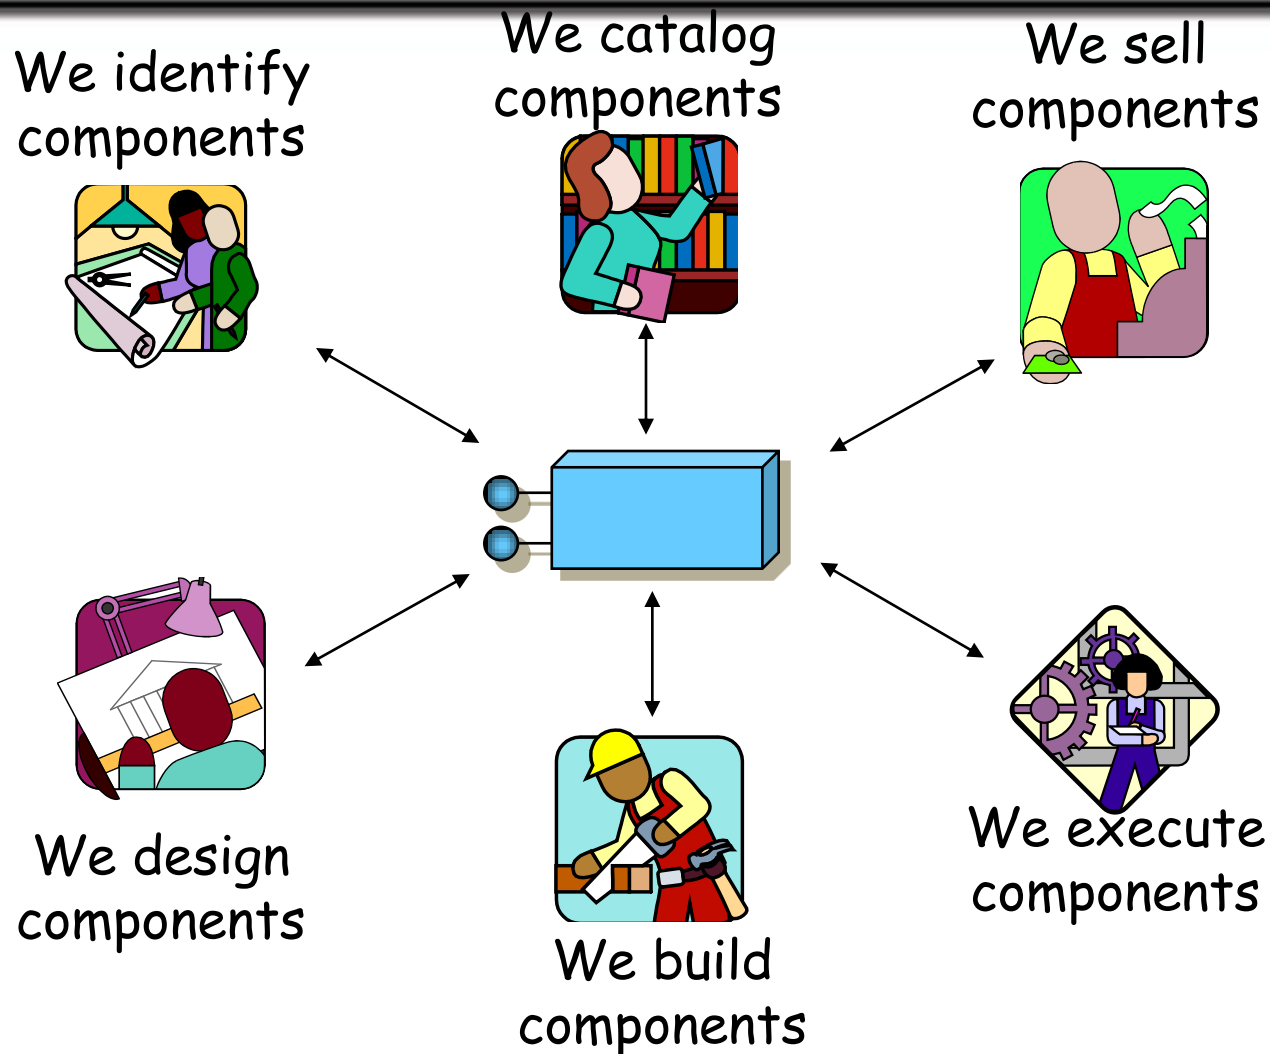 We identify
components
We catalog
components
We sell
components
We design
components
We build
components
We execute
components